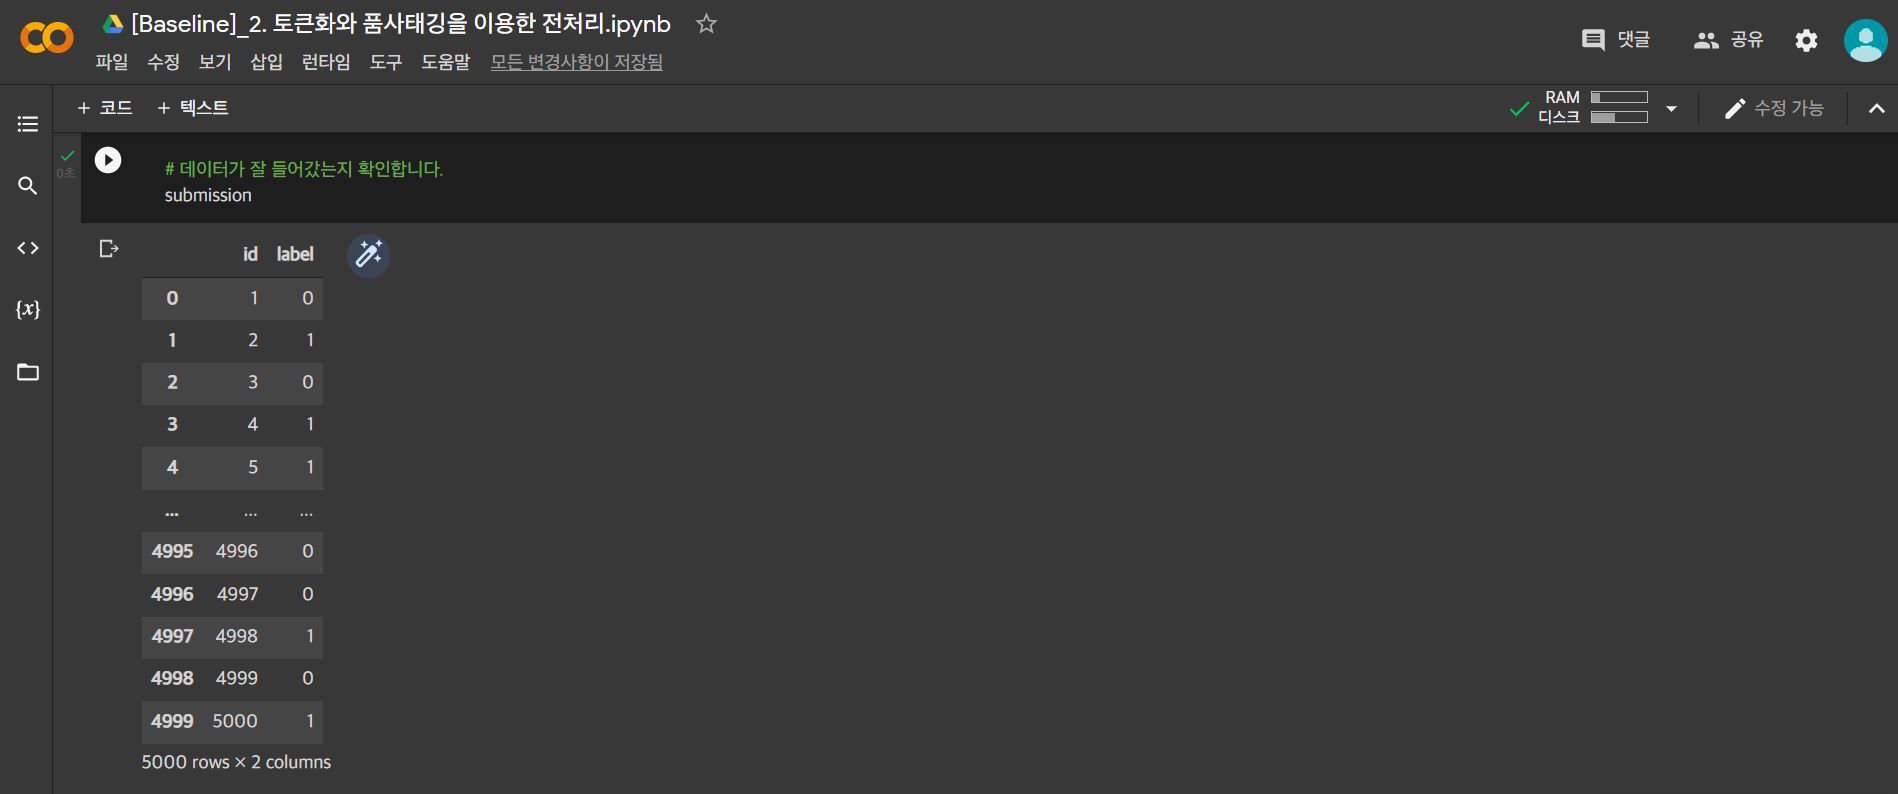 [Baseline]_2. 토큰화와 품사태깅을 이용한 전처리.ipynb
댓글 공유
파일 수정 보기 삽입 런타임 도구 도움말 모든 변경사항이 저장됨
+ 코드 + 텍스트
RAM
디스크
수정 가능
0초
# 데이터가 잘 들어갔는지 확인합니다.
submission
id label
0 1 0
1 2 1
2 3 0
3 4 1
4 5 1
... ... ...
4995 4996 0
4996 4997 0
4997 4998 1
4998 4999 0
4999 5000 1
5000 rows × 2 columns
{x}